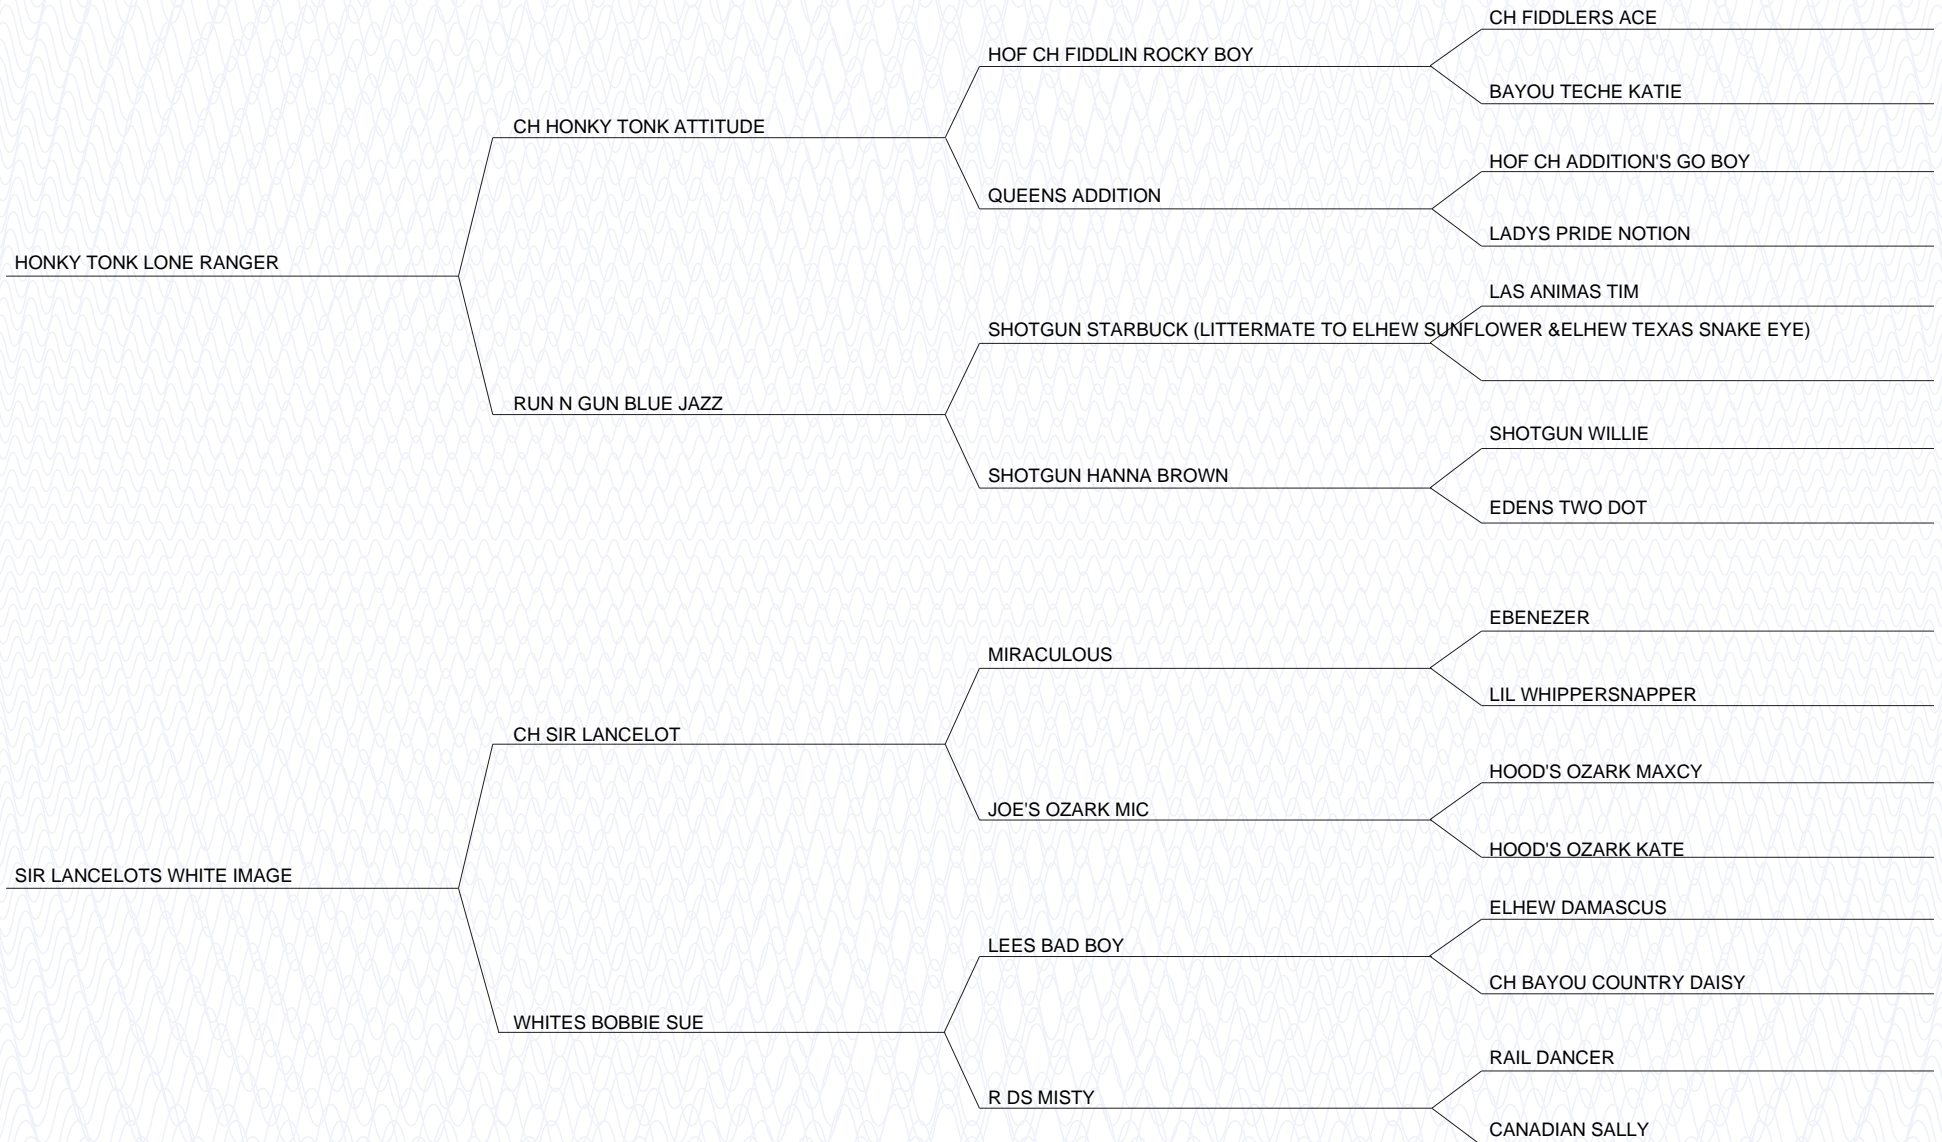 CH FIDDLERS ACE
HOF CH FIDDLIN ROCKY BOY
BAYOU TECHE KATIE
CH HONKY TONK ATTITUDE
HOF CH ADDITION'S GO BOY
QUEENS ADDITION
LADYS PRIDE NOTION
HONKY TONK LONE RANGER
LAS ANIMAS TIM
SHOTGUN STARBUCK (LITTERMATE TO ELHEW SUNFLOWER &ELHEW TEXAS SNAKE EYE)
RUN N GUN BLUE JAZZ
SHOTGUN WILLIE
SHOTGUN HANNA BROWN
EDENS TWO DOT
EBENEZER
MIRACULOUS
LIL WHIPPERSNAPPER
CH SIR LANCELOT
HOOD'S OZARK MAXCY
JOE'S OZARK MIC
HOOD'S OZARK KATE
SIR LANCELOTS WHITE IMAGE
ELHEW DAMASCUS
LEES BAD BOY
CH BAYOU COUNTRY DAISY
WHITES BOBBIE SUE
RAIL DANCER
R DS MISTY
CANADIAN SALLY